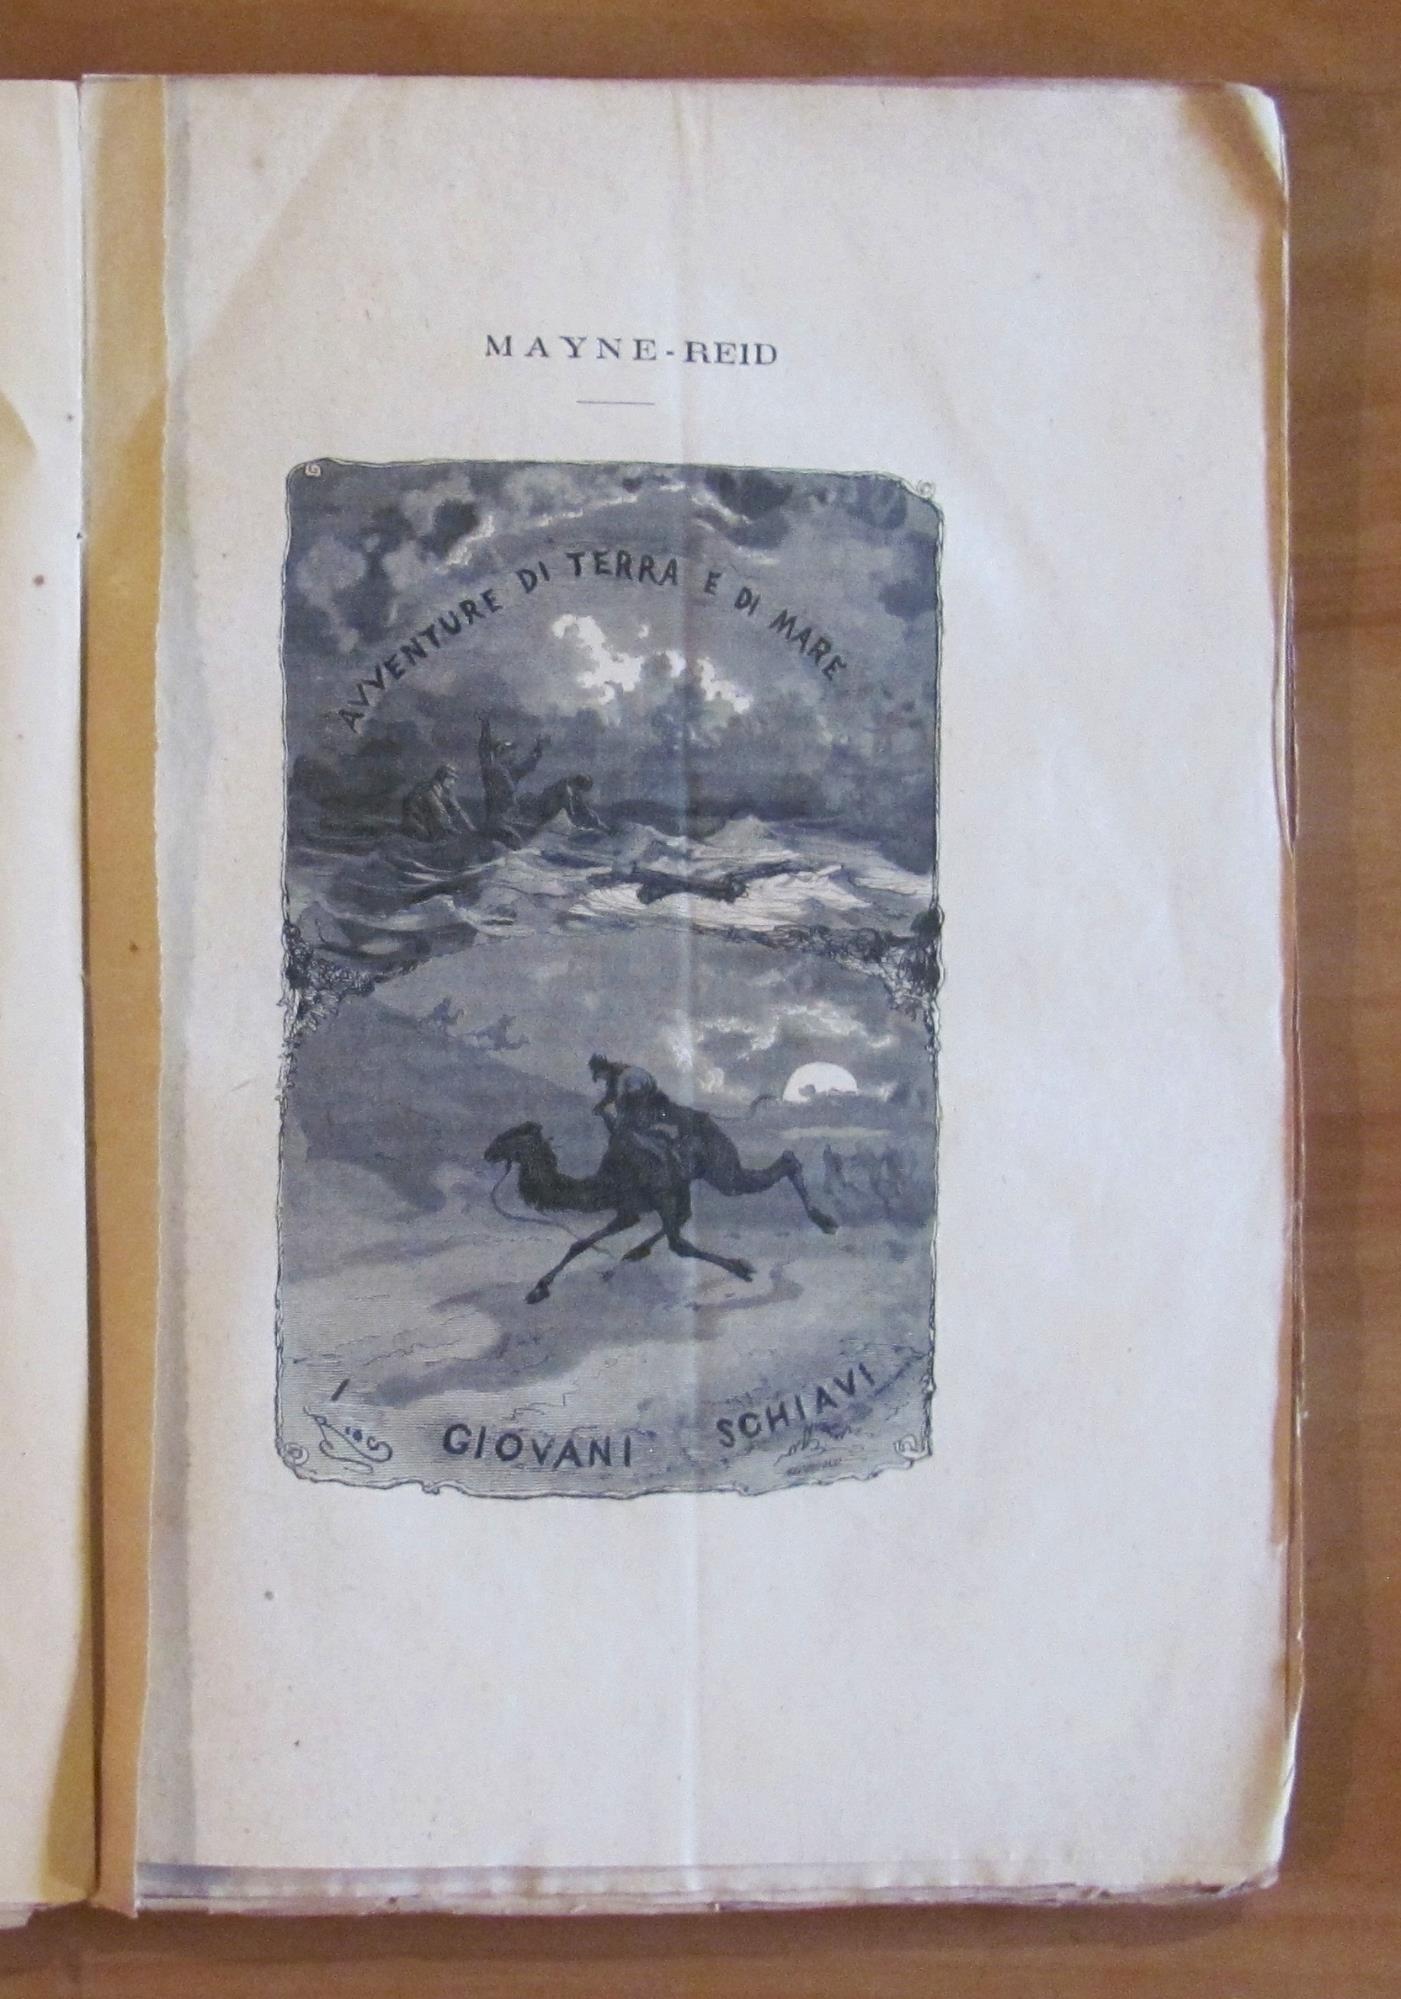 MAYNE-REID
AVVENTURE DI TERRA E DI MARE
I GIOVANI SCHIAVI